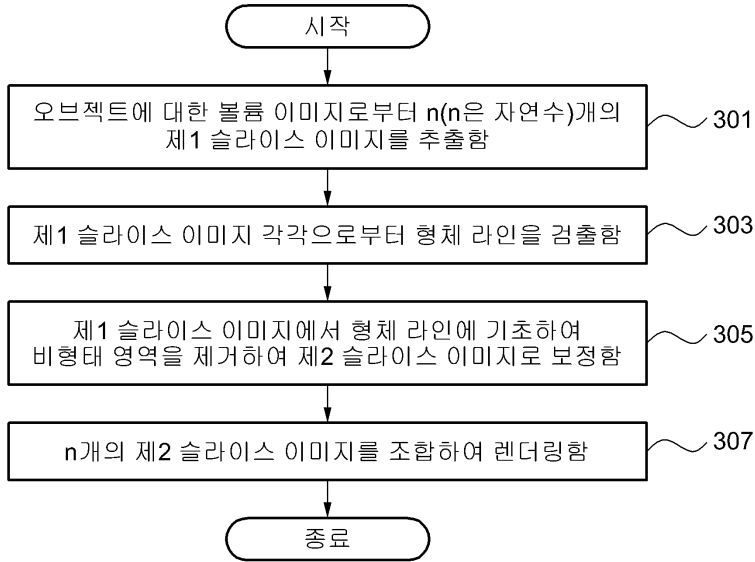 시작
오브젝트에 대한 볼륨 이미지로부터 n(n은 자연수)개의
제1 슬라이스 이미지를 추출함
301
제1 슬라이스 이미지 각각으로부터 형체 라인을 검출함
303
제1 슬라이스 이미지에서 형체 라인에 기초하여
비형태 영역을 제거하여 제2 슬라이스 이미지로 보정함
305
n개의 제2 슬라이스 이미지를 조합하여 렌더링함
307
종료